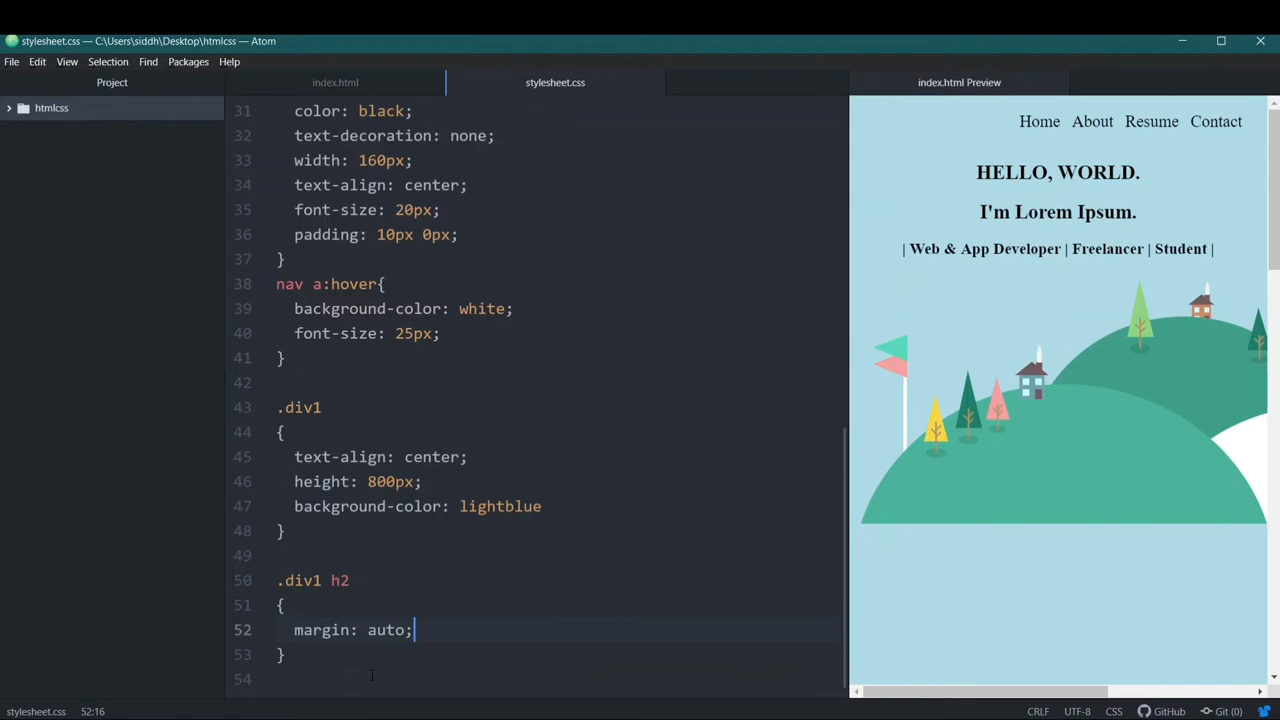 stylesheet.css — C:\Users\siddh\Desktop\htmlcss — Atom
File Edit View Selection Find Packages Help
Project
index.html
stylesheet.css
index.html Preview
htmlcss
31 color: black;
32 text-decoration: none;
33 width: 160px;
34 text-align: center;
35 font-size: 20px;
36 padding: 10px 0px;
37 }
38 nav a:hover{
39 background-color: white;
40 font-size: 25px;
41 }
42
43 .div1
44 {
45 text-align: center;
46 height: 800px;
47 background-color: lightblue
48 }
49
50 .div1 h2
51 {
52 margin: auto;
53 }
54
Home About Resume Contact
HELLO, WORLD.
I'm Lorem Ipsum.
| Web & App Developer | Freelancer | Student |
stylesheet.css 52:16
CRLF UTF-8 CSS GitHub Git (0)